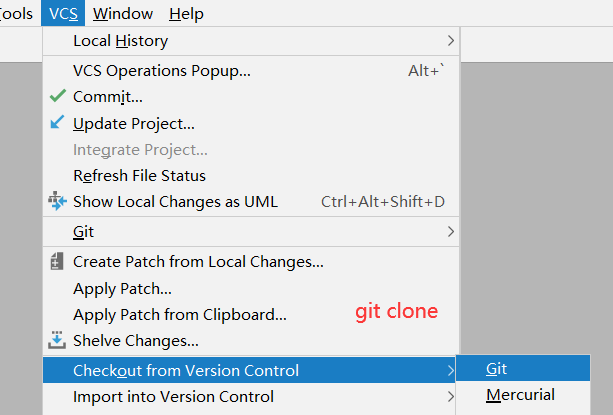 Tools VCS Window Help
Local History
VCS Operations Popup... Alt+`
Commit...
Update Project...
Integrate Project...
Refresh File Status
Show Local Changes as UML Ctrl+Alt+Shift+D
Git
Create Patch from Local Changes...
Apply Patch...
Apply Patch from Clipboard...
git clone
Shelve Changes...
Checkout from Version Control Git
Import into Version Control Mercurial